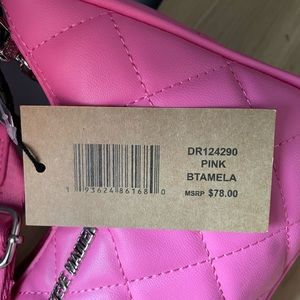 DR124290
PINK
BTAMELA
MSRP $78.00
1 93624 86168 0